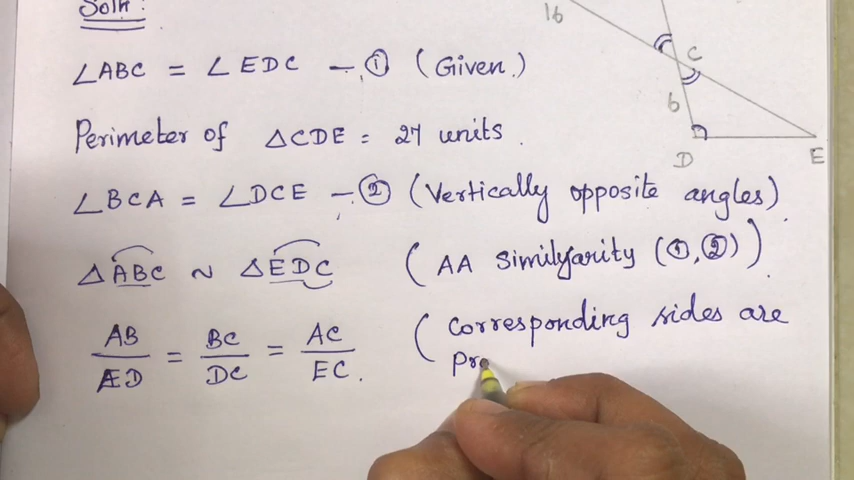 Soln :
16
∠ABC = ∠EDC — ① (Given.)
C
6
Perimeter of △CDE = 27 units.
D E
∠BCA = ∠DCE — ② (Vertically opposite angles).
△ABC ~ △EDC (AA Similarity (①,②)).
AB/ED = BC/DC = AC/EC. (Corresponding sides are
Pro